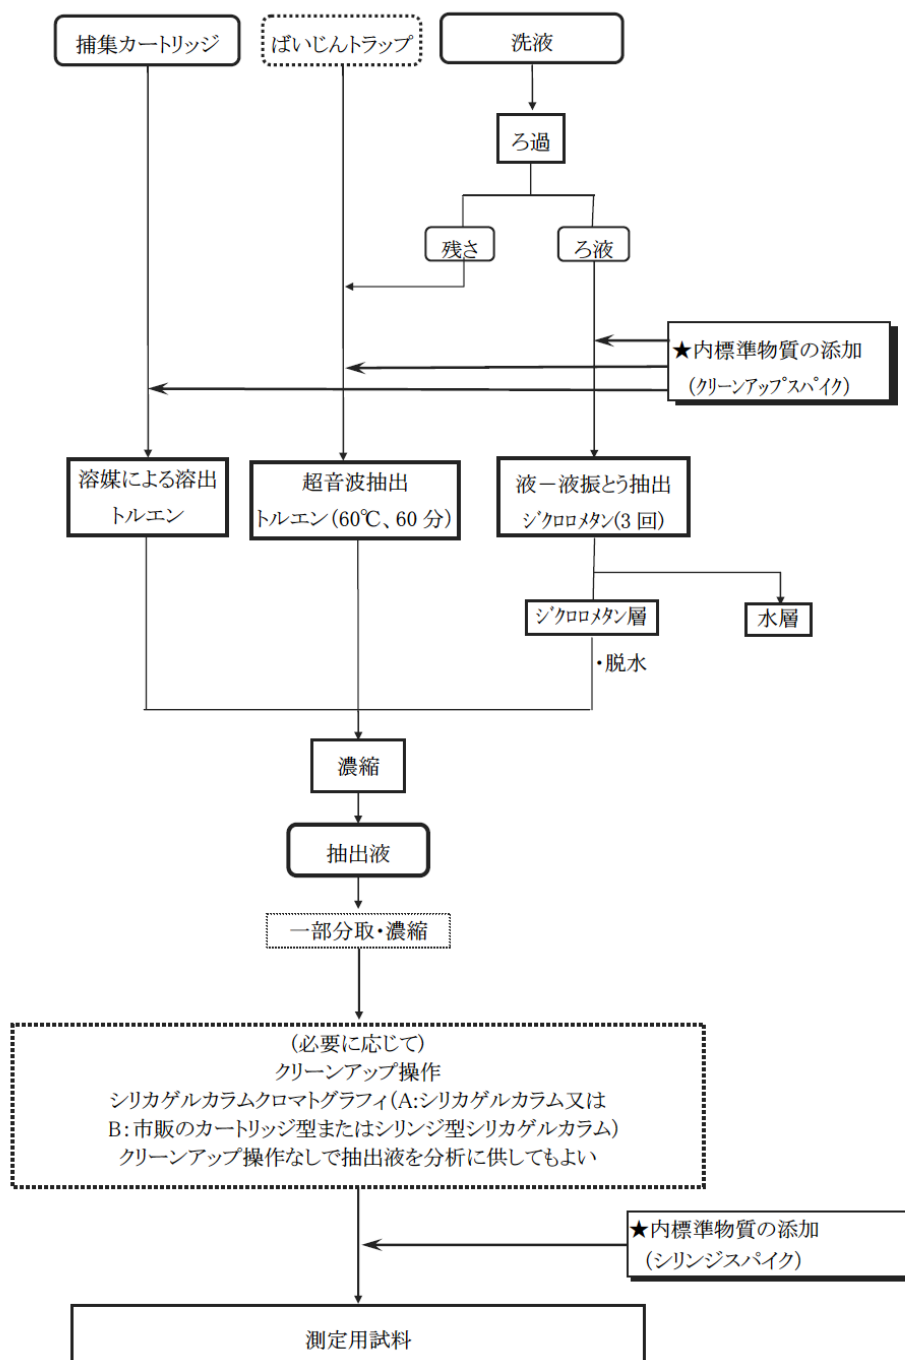 捕集カートリッジ
ばいじんトラップ
洗液
ろ過
残さ
ろ液
★内標準物質の添加
(クリーンアップスパイク)
溶媒による溶出
トルエン
超音波抽出
トルエン(60℃、60分)
液－液振とう抽出
ジクロロメタン(3回)
ジクロロメタン層
水層
・脱水
濃縮
抽出液
一部分取・濃縮
(必要に応じて)
クリーンアップ操作
シリカゲルカラムクロマトグラフィ(A:シリカゲルカラム又は
B:市販のカートリッジ型またはシリンジ型シリカゲルカラム)
クリーンアップ操作なしで抽出液を分析に供してもよい
★内標準物質の添加
(シリンジスパイク)
測定用試料